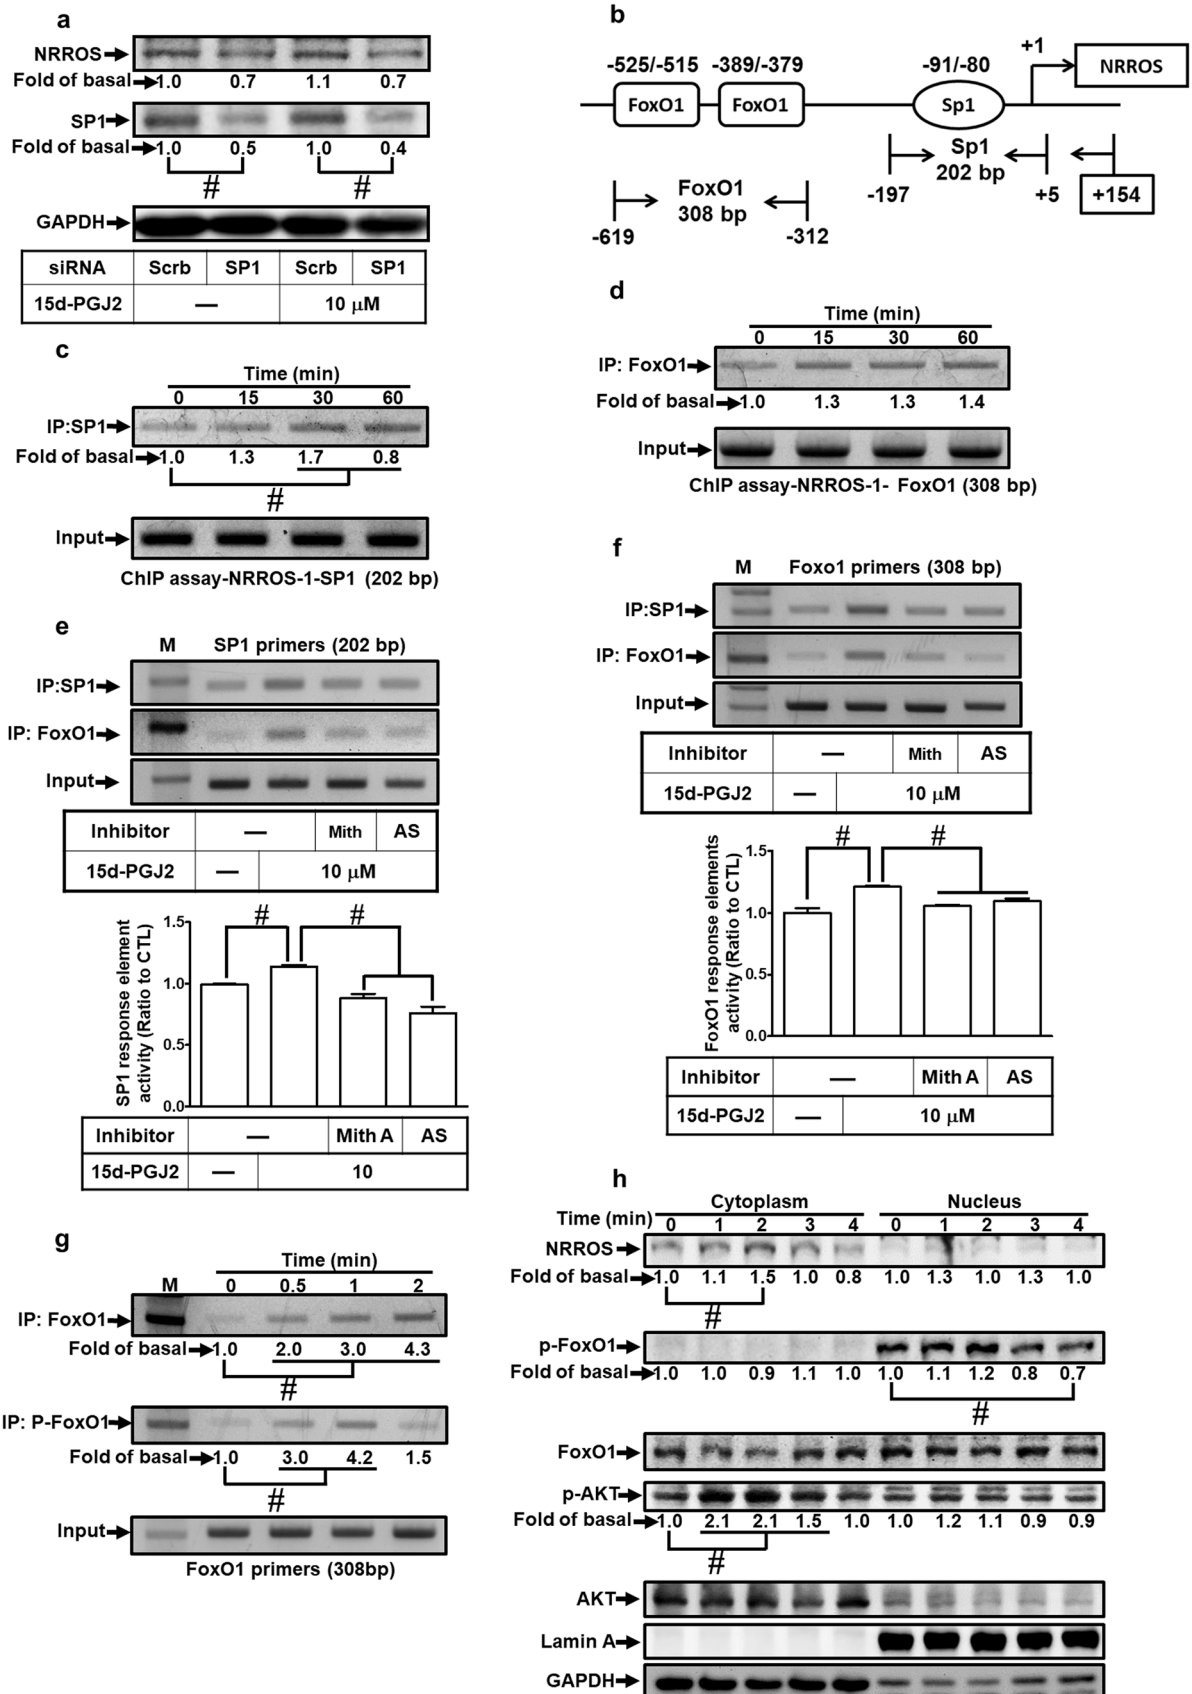 a
NRROS
Fold of basal 1.0 0.7 1.1 0.7
SP1
Fold of basal 1.0 0.5 1.0 0.4
# #
GAPDH
siRNA Scrb SP1 Scrb SP1
15d-PGJ2 — 10 µM
b
+1
-525/-515 -389/-379 -91/-80 NRROS
FoxO1 FoxO1 Sp1
Sp1
202 bp
-197 +5 +154
FoxO1
308 bp
-619 -312
c
Time (min)
0 15 30 60
IP:SP1
Fold of basal 1.0 1.3 1.7 0.8
#
Input
ChIP assay-NRROS-1-SP1 (202 bp)
d
Time (min)
0 15 30 60
IP: FoxO1
Fold of basal 1.0 1.3 1.3 1.4
Input
ChIP assay-NRROS-1- FoxO1 (308 bp)
e
M SP1 primers (202 bp)
IP:SP1
IP: FoxO1
Input
Inhibitor — Mith AS
15d-PGJ2 — 10 µM
# #
SP1 response element
activity (Ratio to CTL)
1.5
1.0
0.5
0.0
Inhibitor — Mith A AS
15d-PGJ2 — 10
f
M Foxo1 primers (308 bp)
IP:SP1
IP: FoxO1
Input
Inhibitor — Mith AS
15d-PGJ2 — 10 µM
# #
FoxO1 response elements
activity (Ratio to CTL)
1.5
1.0
0.5
0.0
Inhibitor — Mith A AS
15d-PGJ2 — 10 µM
g
Time (min)
M 0 0.5 1 2
IP: FoxO1
Fold of basal 1.0 2.0 3.0 4.3
#
IP: P-FoxO1
Fold of basal 1.0 3.0 4.2 1.5
#
Input
FoxO1 primers (308bp)
h
Cytoplasm Nucleus
Time (min) 0 1 2 3 4 0 1 2 3 4
NRROS
Fold of basal 1.0 1.1 1.5 1.0 0.8 1.0 1.3 1.0 1.3 1.0
#
p-FoxO1
Fold of basal 1.0 1.0 0.9 1.1 1.0 1.0 1.1 1.2 0.8 0.7
#
FoxO1
p-AKT
Fold of basal 1.0 2.1 2.1 1.5 1.0 1.0 1.2 1.1 0.9 0.9
#
AKT
Lamin A
GAPDH